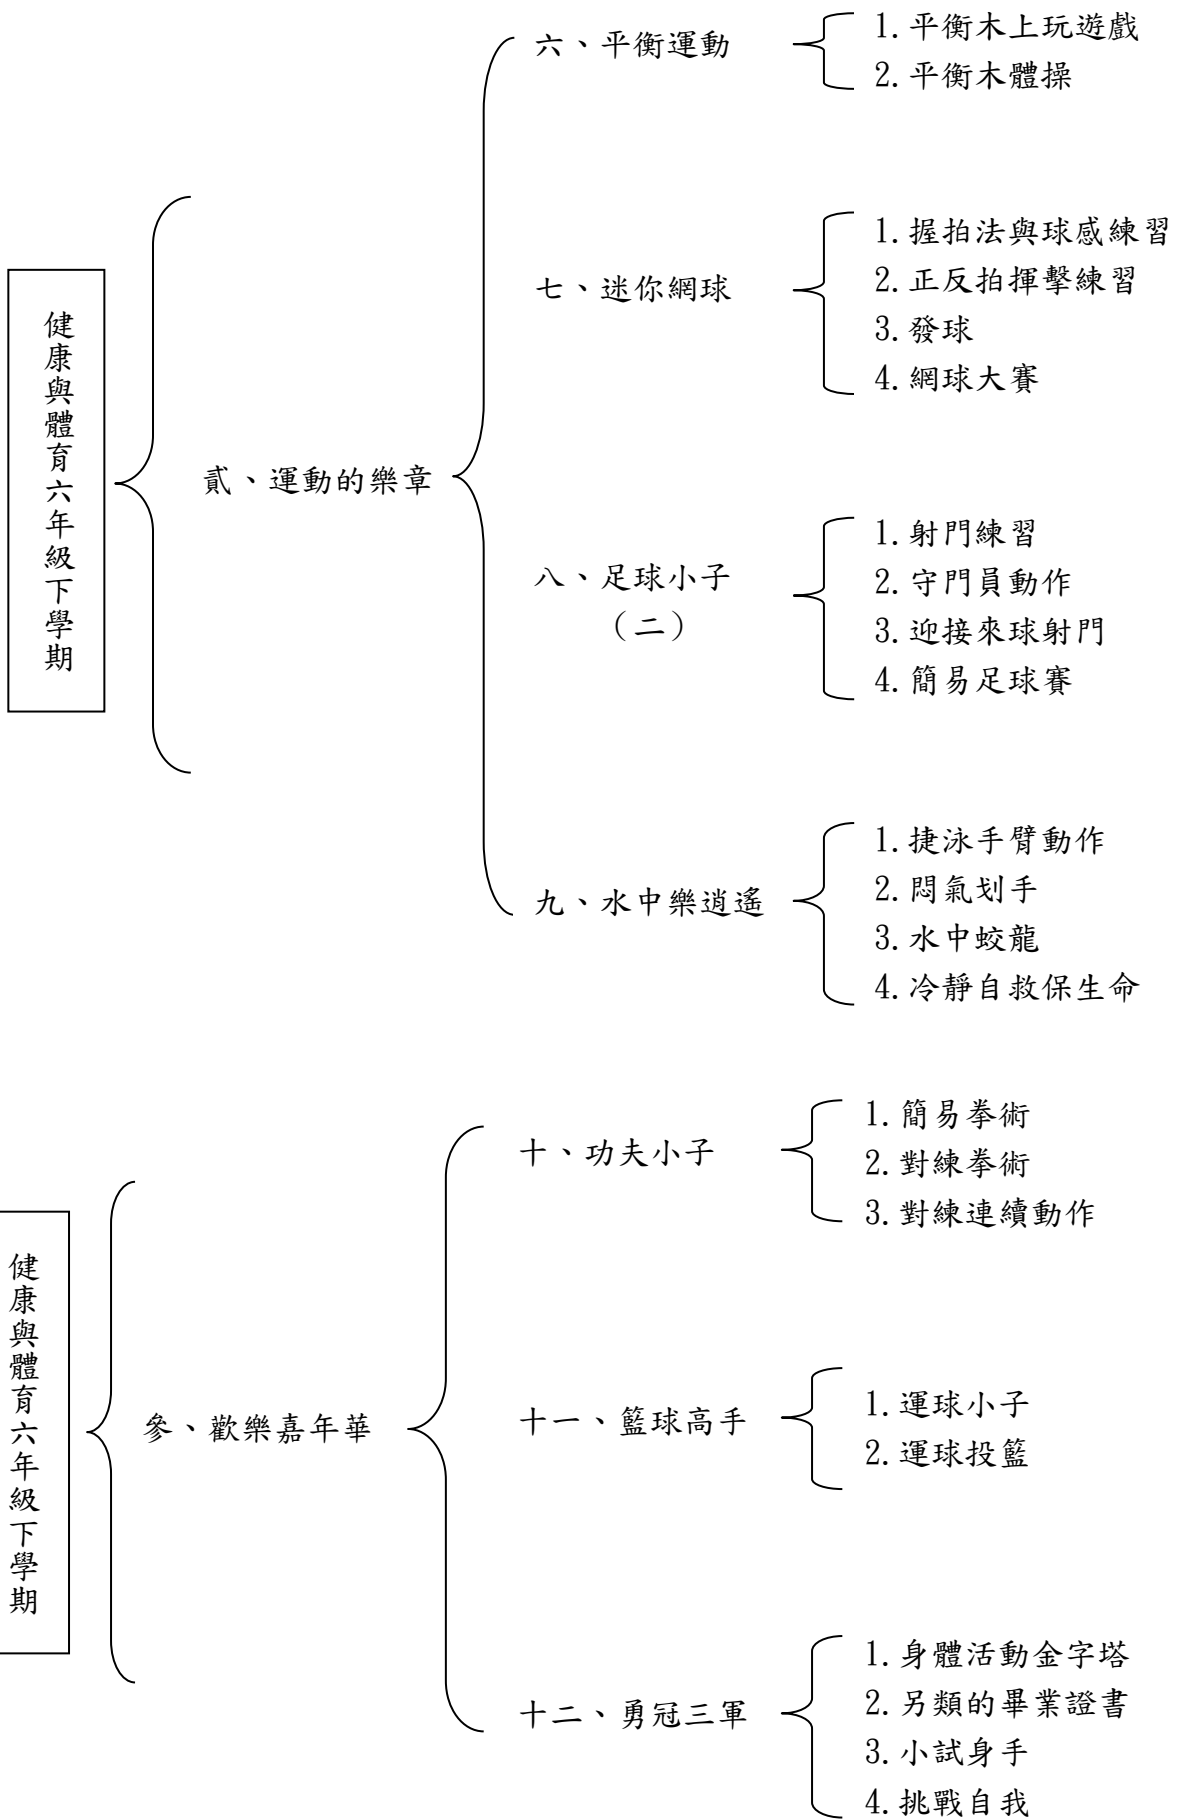 健康與體育六年級下學期
貳、運動的樂章
六、平衡運動
1.平衡木上玩遊戲
2.平衡木體操
七、迷你網球
1.握拍法與球感練習
2.正反拍揮擊練習
3.發球
4.網球大賽
八、足球小子
（二）
1.射門練習
2.守門員動作
3.迎接來球射門
4.簡易足球賽
九、水中樂逍遙
1.捷泳手臂動作
2.悶氣划手
3.水中蛟龍
4.冷靜自救保生命
健康與體育六年級下學期
參、歡樂嘉年華
十、功夫小子
1.簡易拳術
2.對練拳術
3.對練連續動作
十一、籃球高手
1.運球小子
2.運球投籃
十二、勇冠三軍
1.身體活動金字塔
2.另類的畢業證書
3.小試身手
4.挑戰自我